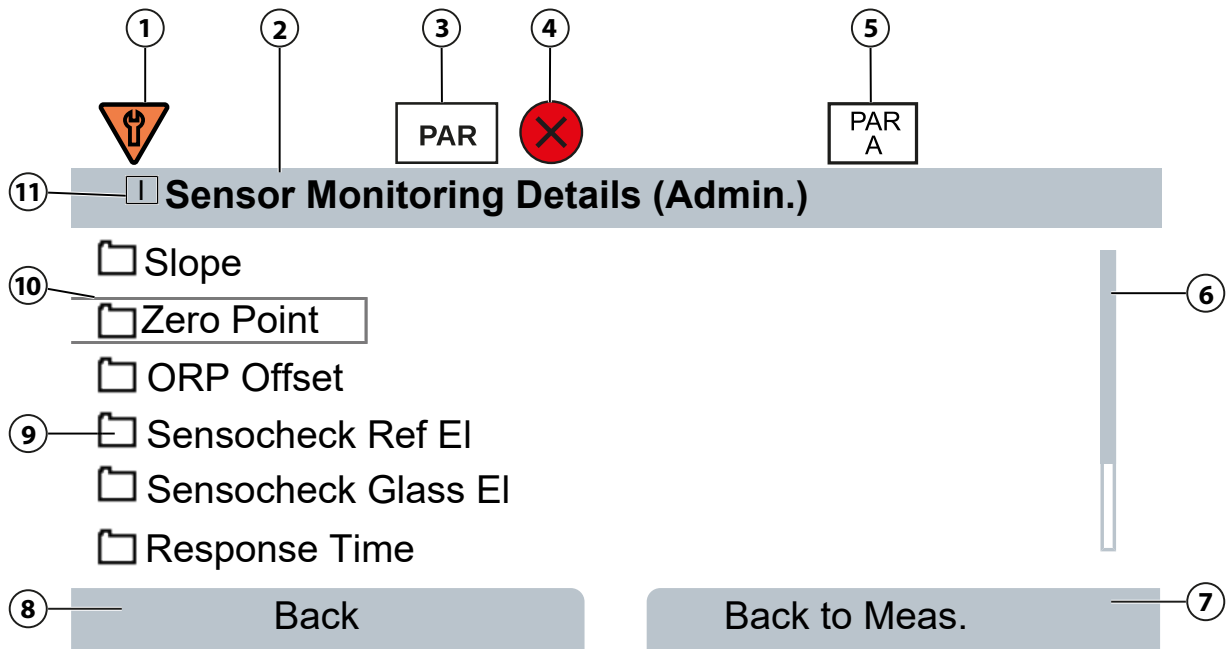 1 2 3 4 5
PAR PAR
A
11 I Sensor Monitoring Details (Admin.)
Slope
10 6
Zero Point
ORP Offset
9 Sensocheck Ref El
Sensocheck Glass El
Response Time
8 Back Back to Meas. 7